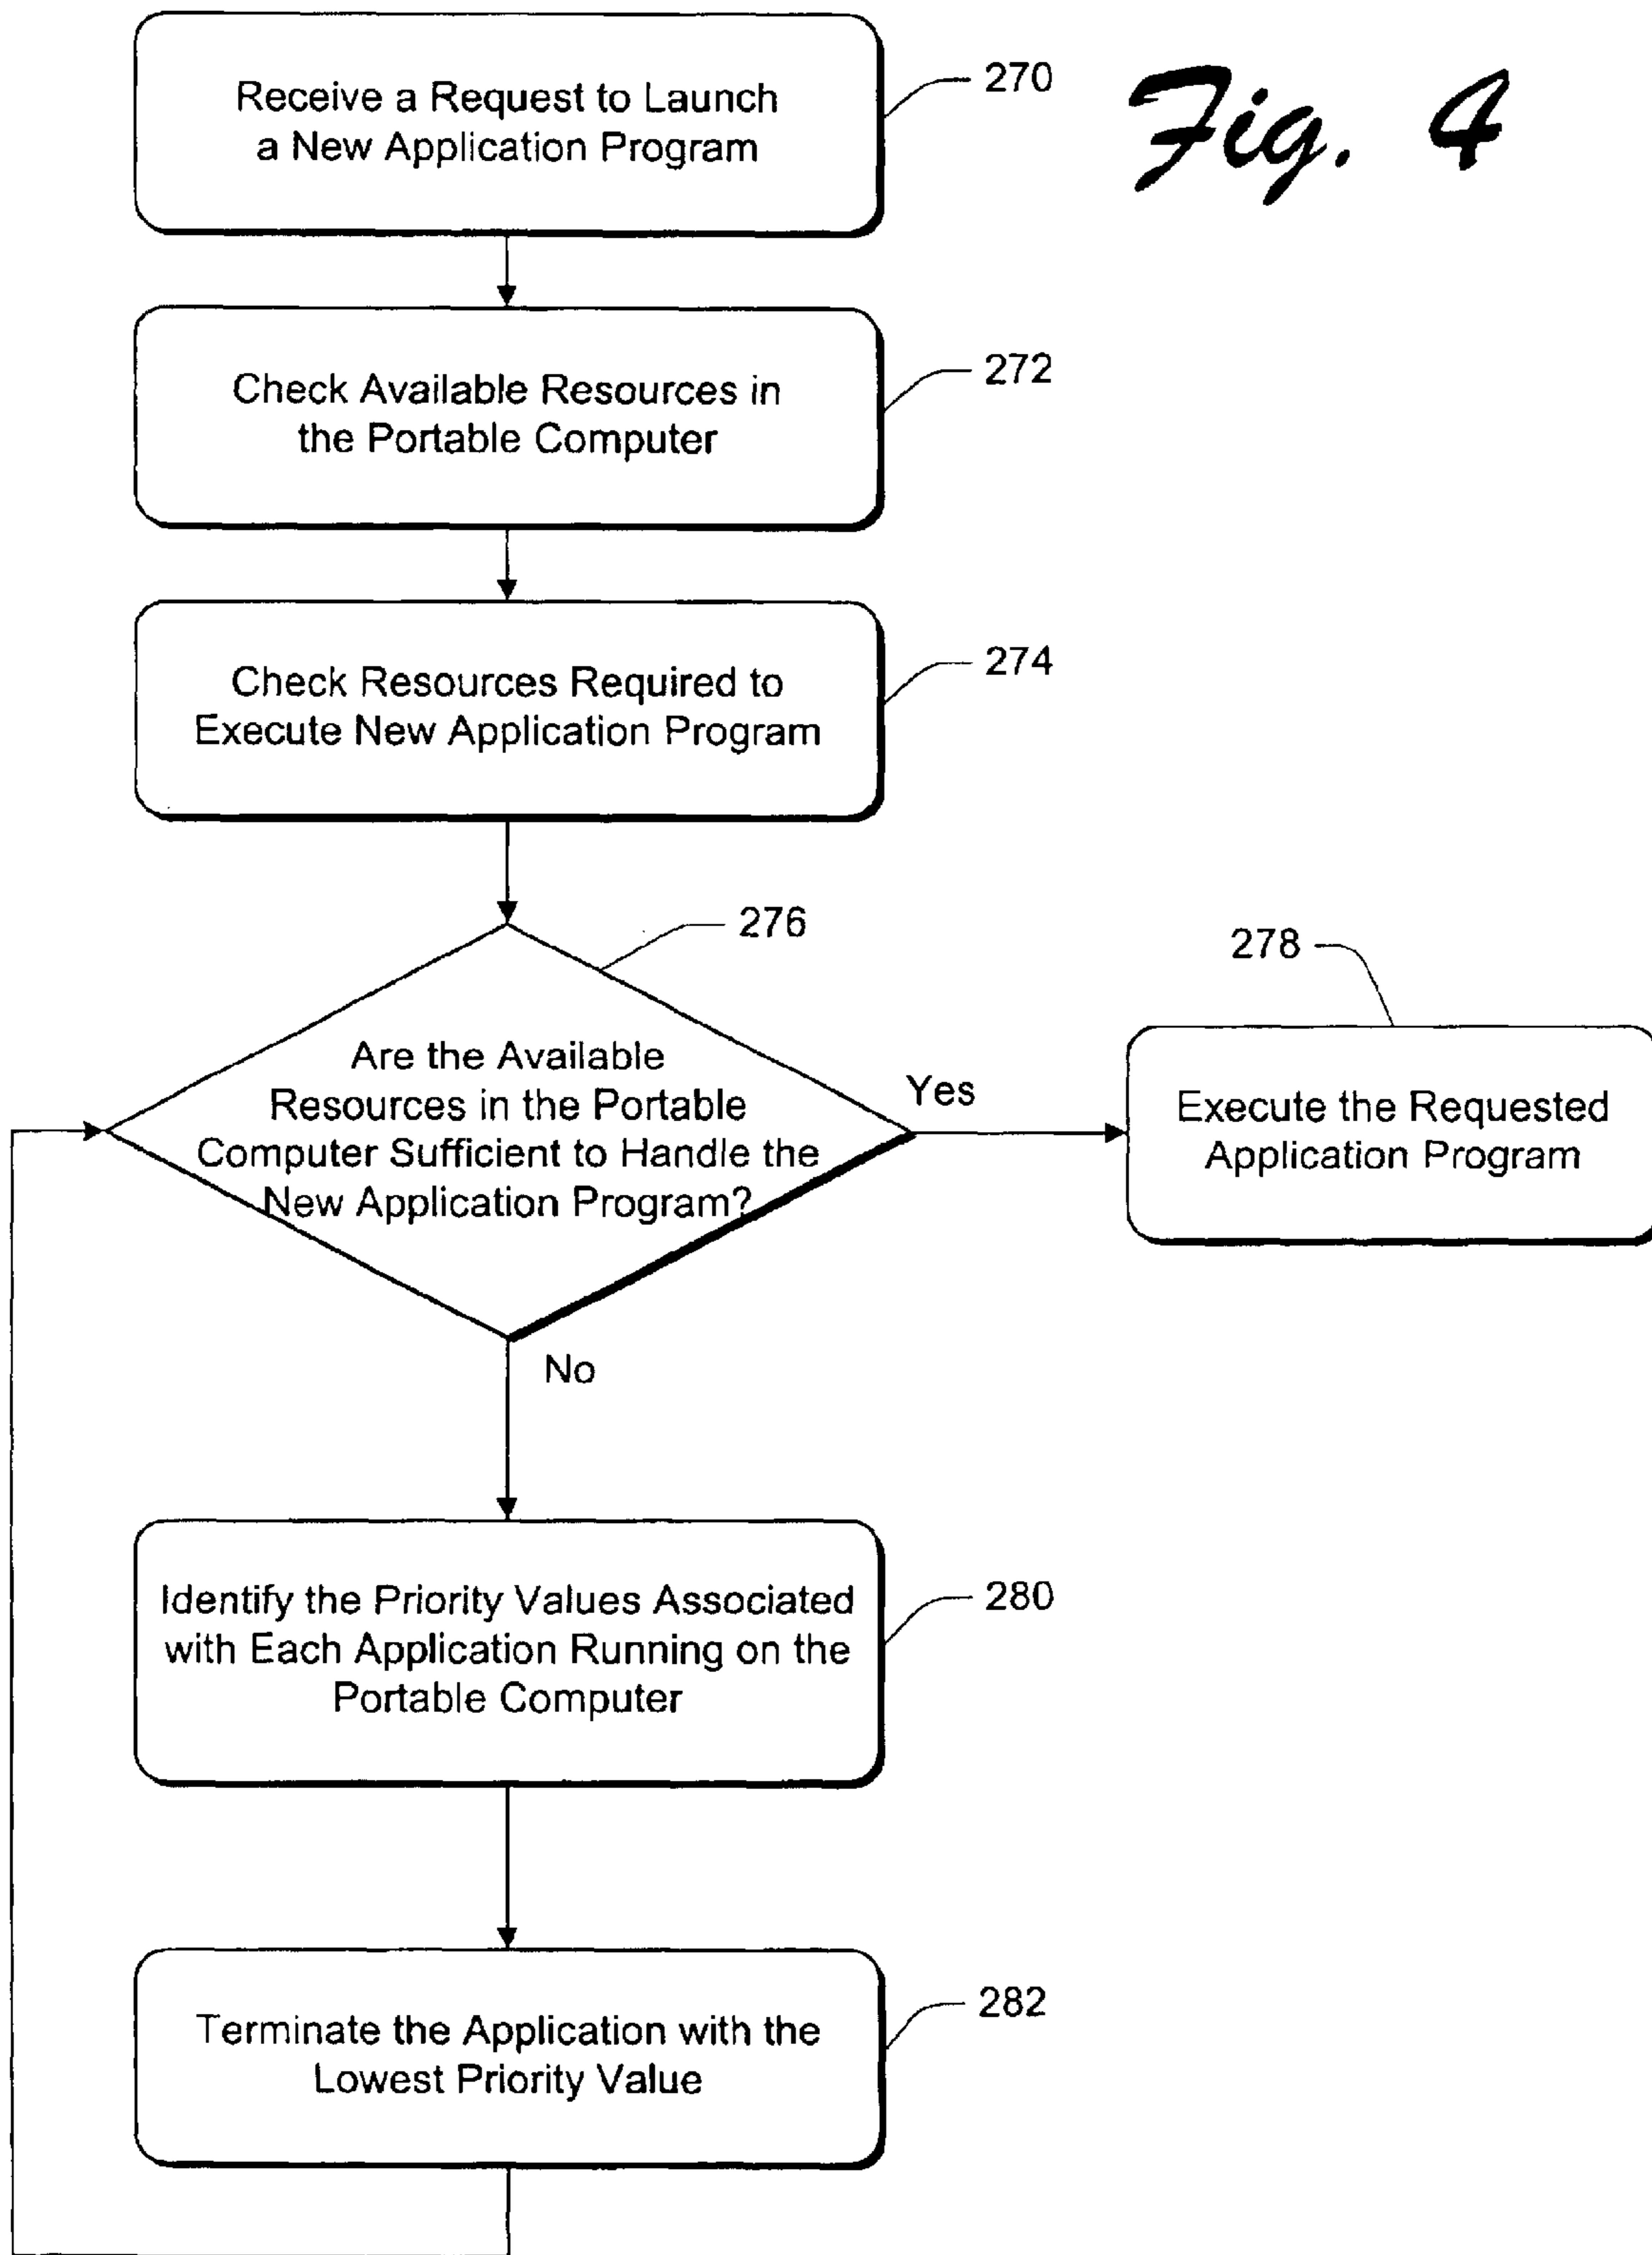 Fig. 4
Receive a Request to Launch
a New Application Program
270
Check Available Resources in
the Portable Computer
272
Check Resources Required to
Execute New Application Program
274
276
Are the Available
Resources in the Portable
Computer Sufficient to Handle the
New Application Program?
Yes
278
Execute the Requested
Application Program
No
Identify the Priority Values Associated
with Each Application Running on the
Portable Computer
280
Terminate the Application with the
Lowest Priority Value
282